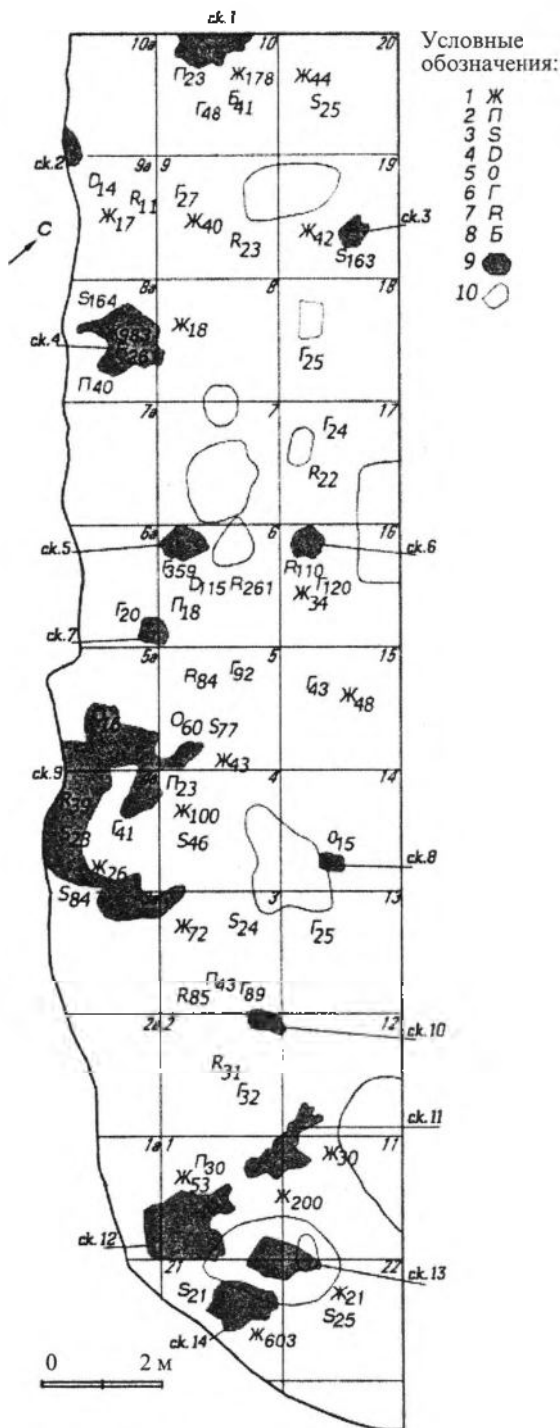 ск.1
10а 10 20
Условные
обозначения:
П23 Ж178 Ж44
Г48 Б41 S25
1 Ж
2 П
3 S
4 D
5 О
6 Г
7 R
8 Б
9
10
ск.2 9а 9 19
D14 R11 Г27
Ж17 Ж40 Ж42 ск.3
R23 S163
С
8а 8 18
S164 Ж18
ск.4
Г25
П40
7а 7 17
Г24
R22
6а 6 16
ск.5 ск.6
Г359 R110
D115 R261 Г120
Ж34
Г20 П18
ск.7
5а 5 15
R84 Г92 Г43 Ж48
О60 S77
Ж43
ск.9 4 14
R39 П23
Ж100
Г41 S46 О15
S23
Ж26 ск.8
S84 3 13
Ж72 S24 Г25
П43
R85 Г89
2а 2 12
ск.10
R31
Г32
ск.11
1а 1 11
П30 Ж30
Ж53
Ж200
ск.12
21 22
ск.13
S21 Ж21
S25
ск.14 Ж603
0 2 м